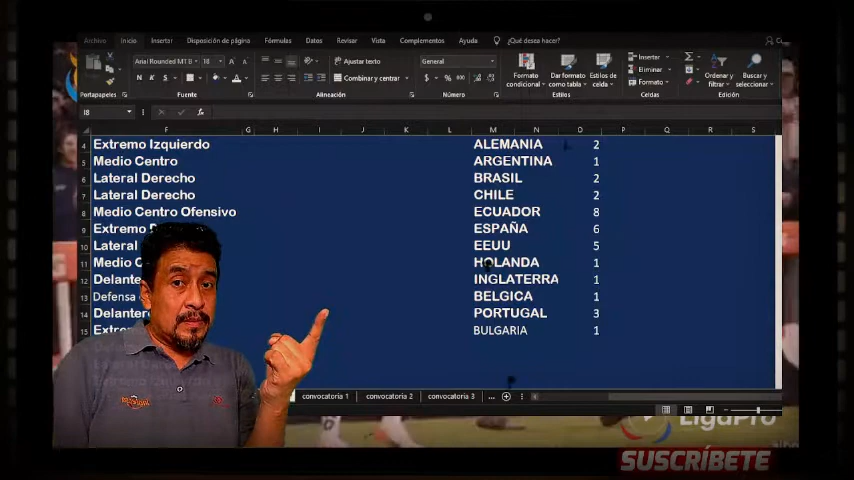 Archivo Inicio Insertar Disposición de página Fórmulas Datos Revisar Vista Complementos Ayuda ¿Qué desea hacer?
Arial Rounded MT B 18 Ajustar texto General Insertar
N K S Combinar y centrar $ % 000 Eliminar
Formato condicional Dar formato como tabla Estilos de celda Formato Ordenar y filtrar Buscar y seleccionar
Portapapeles Fuente Alineación Número Estilos Celdas Edición
I8 fx
F G H I J K L M N O P Q R S
4 Extremo Izquierdo ALEMANIA 2
5 Medio Centro ARGENTINA 1
6 Lateral Derecho BRASIL 2
7 Lateral Derecho CHILE 2
8 Medio Centro Ofensivo ECUADOR 8
9 Extremo ESPAÑA 6
10 Lateral EEUU 5
11 Medio HOLANDA 1
12 INGLATERRA 1
13 Defensa BELGICA 1
14 PORTUGAL 3
15 BULGARIA 1
convocatoria 1 convocatoria 2 convocatoria 3 ...
LigaPro
SUSCRÍBETE